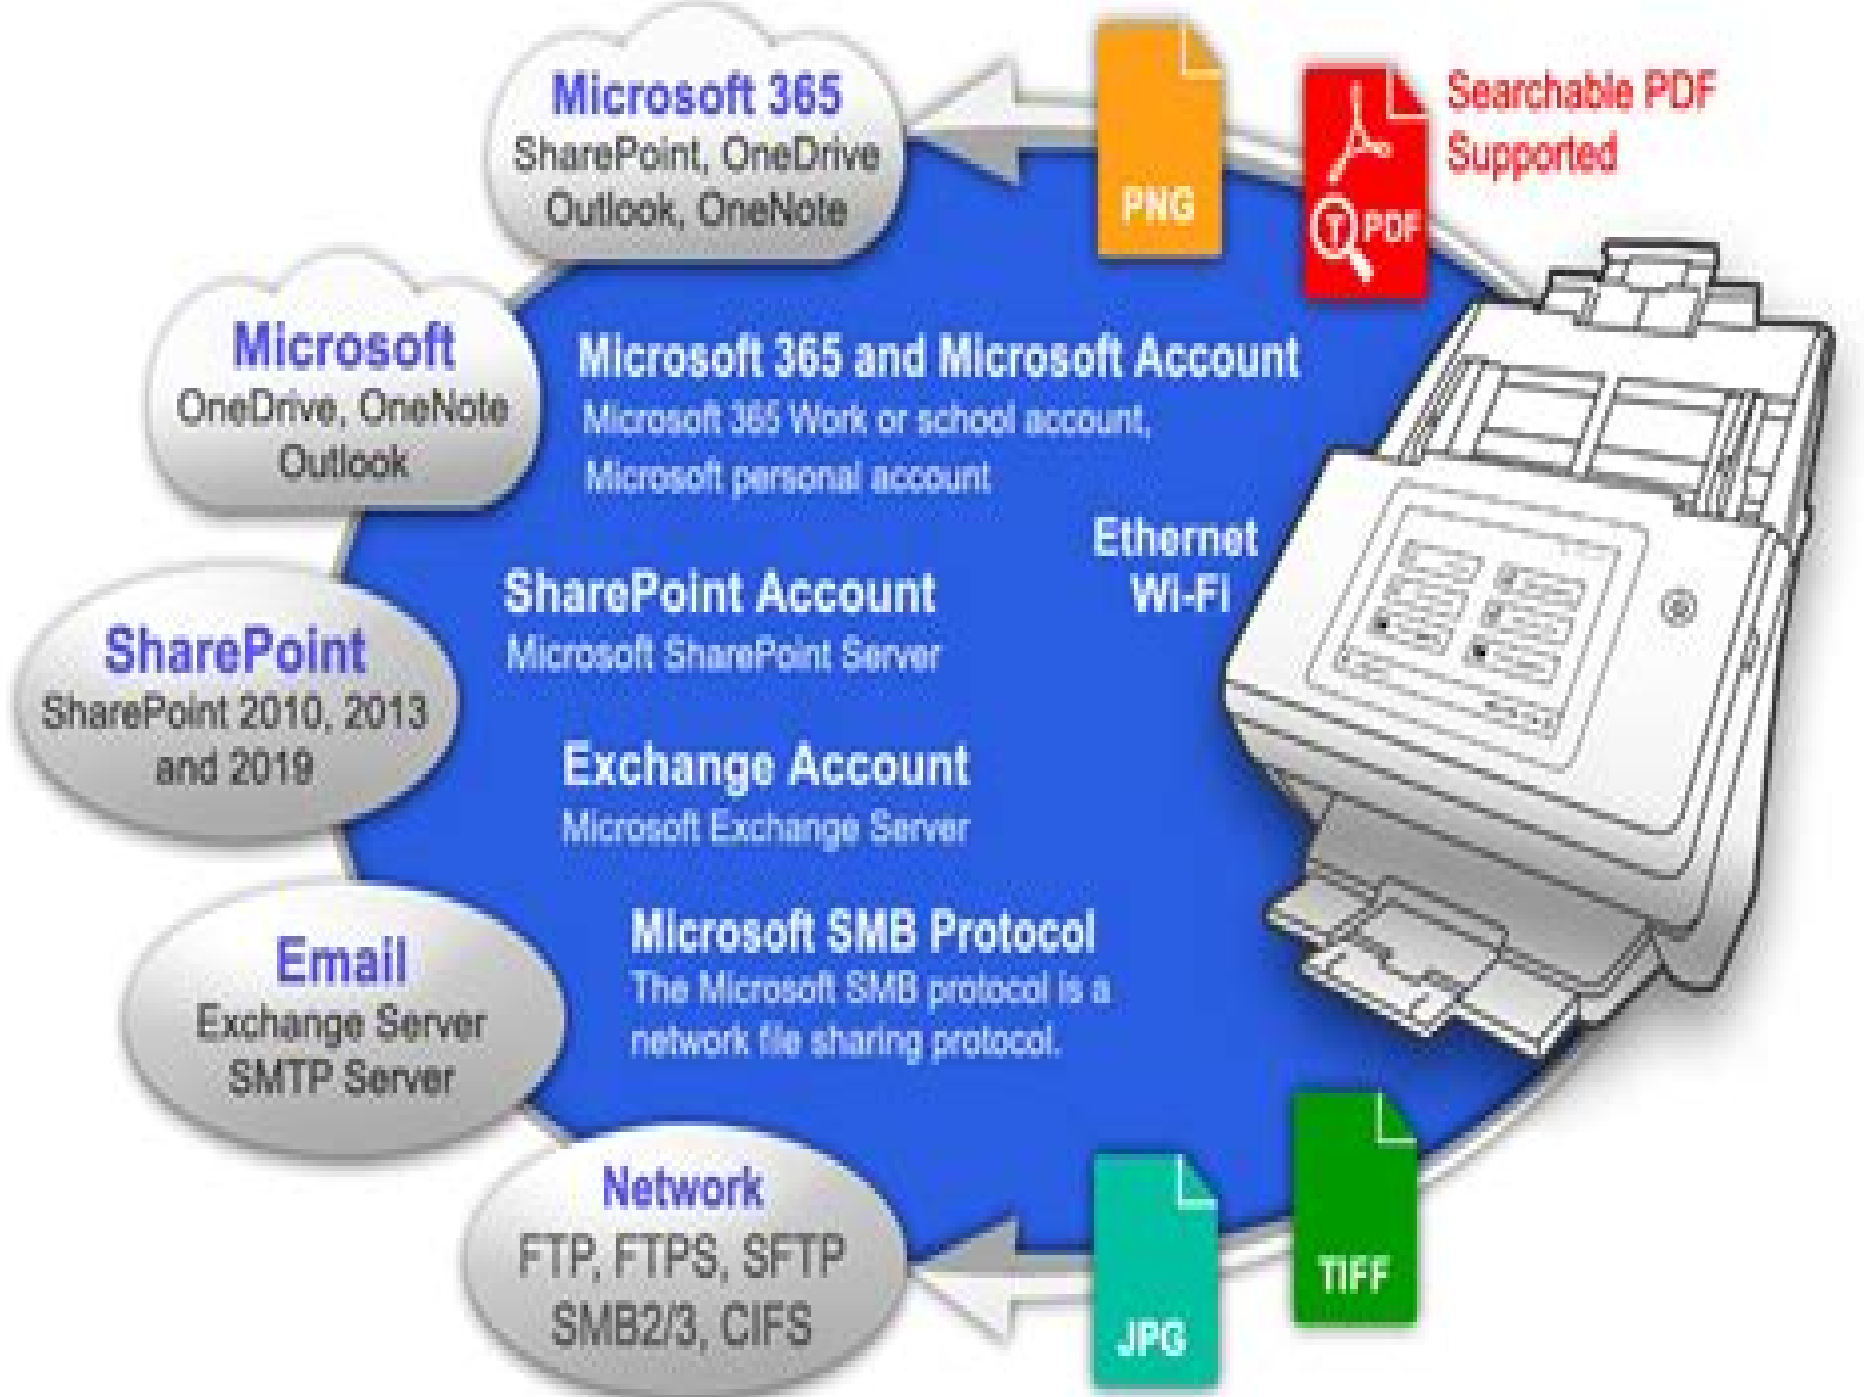 Microsoft 365
SharePoint, OneDrive
Outlook, OneNote
PNG
PDF
Searchable PDF
Supported
Microsoft
OneDrive, OneNote
Outlook
Microsoft 365 and Microsoft Account
Microsoft 365 Work or school account,
Microsoft personal account
Ethernet
Wi-Fi
SharePoint
SharePoint 2010, 2013
and 2019
SharePoint Account
Microsoft SharePoint Server
Exchange Account
Microsoft Exchange Server
Email
Exchange Server
SMTP Server
Microsoft SMB Protocol
The Microsoft SMB protocol is a
network file sharing protocol.
Network
FTP, FTPS, SFTP
SMB2/3, CIFS
JPG
TIFF